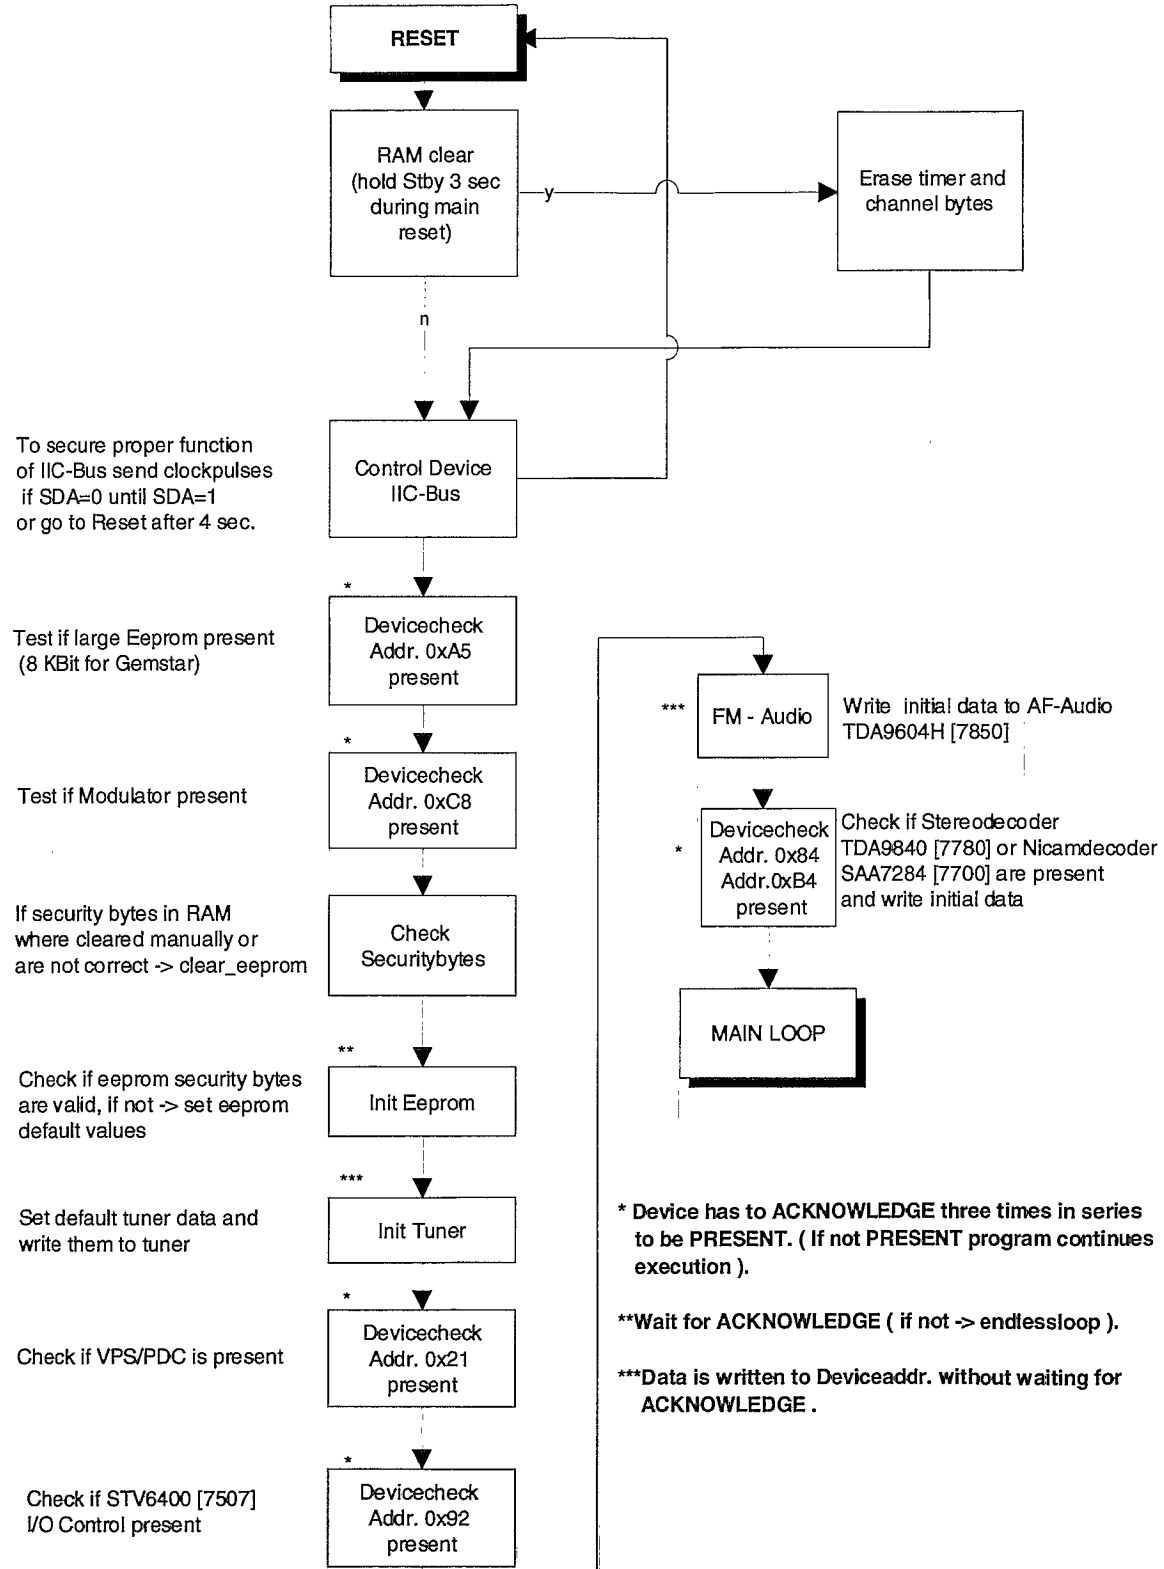 RESET
RAM clear
(hold Stby 3 sec
during main
reset)
y
Erase timer and
channel bytes
n
To secure proper function
of IIC-Bus send clockpulses
if SDA=0 until SDA=1
or go to Reset after 4 sec.
Control Device
IIC-Bus
*
Test if large Eeprom present
(8 KBit for Gemstar)
Devicecheck
Addr. 0xA5
present
*
Test if Modulator present
Devicecheck
Addr. 0xC8
present
If security bytes in RAM
where cleared manually or
are not correct -> clear_eeprom
Check
Securitybytes
**
Check if eeprom security bytes
are valid, if not -> set eeprom
default values
Init Eeprom
***
Set default tuner data and
write them to tuner
Init Tuner
*
Check if VPS/PDC is present
Devicecheck
Addr. 0x21
present
*
Check if STV6400 [7507]
I/O Control present
Devicecheck
Addr. 0x92
present
***
FM - Audio
Write initial data to AF-Audio
TDA9604H [7850]
*
Devicecheck
Addr. 0x84
Addr.0xB4
present
Check if Stereodecoder
TDA9840 [7780] or Nicamdecoder
SAA7284 [7700] are present
and write initial data
MAIN LOOP
* Device has to ACKNOWLEDGE three times in series
to be PRESENT. ( If not PRESENT program continues
execution ).
**Wait for ACKNOWLEDGE ( if not -> endlessloop ).
***Data is written to Deviceaddr. without waiting for
ACKNOWLEDGE .